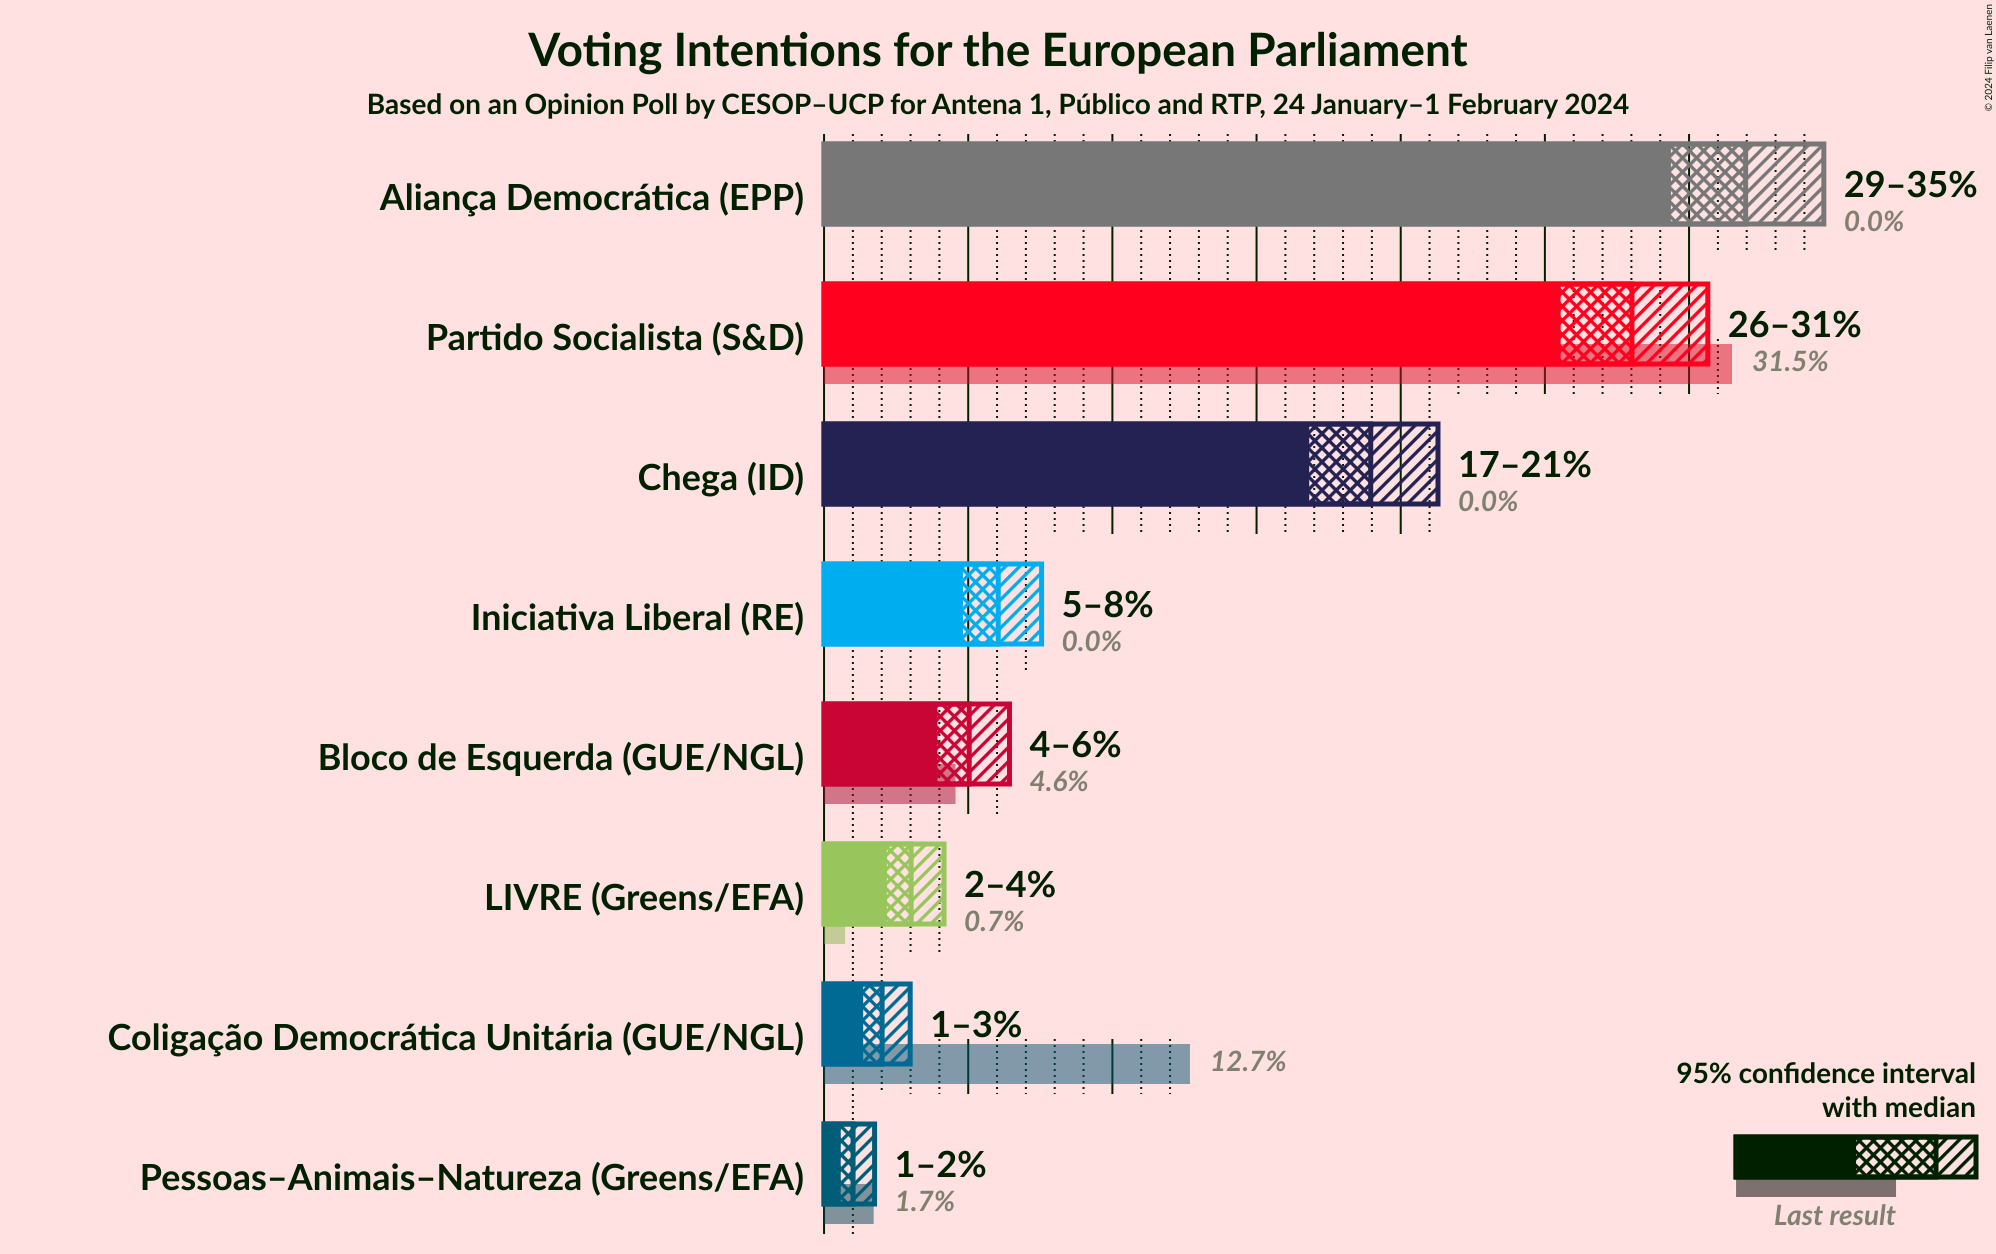 Voting Intentions for the European Parliament
Based on an Opinion Poll by CESOP–UCP for Antena 1, Público and RTP, 24 January–1 February 2024
© 2024 Filip van Laenen
Aliança Democrática (EPP)
29–35%
0.0%
Partido Socialista (S&D)
26–31%
31.5%
Chega (ID)
17–21%
0.0%
Iniciativa Liberal (RE)
5–8%
0.0%
Bloco de Esquerda (GUE/NGL)
4–6%
4.6%
LIVRE (Greens/EFA)
2–4%
0.7%
Coligação Democrática Unitária (GUE/NGL)
1–3%
12.7%
Pessoas–Animais–Natureza (Greens/EFA)
1–2%
1.7%
95% confidence interval
with median
Last result